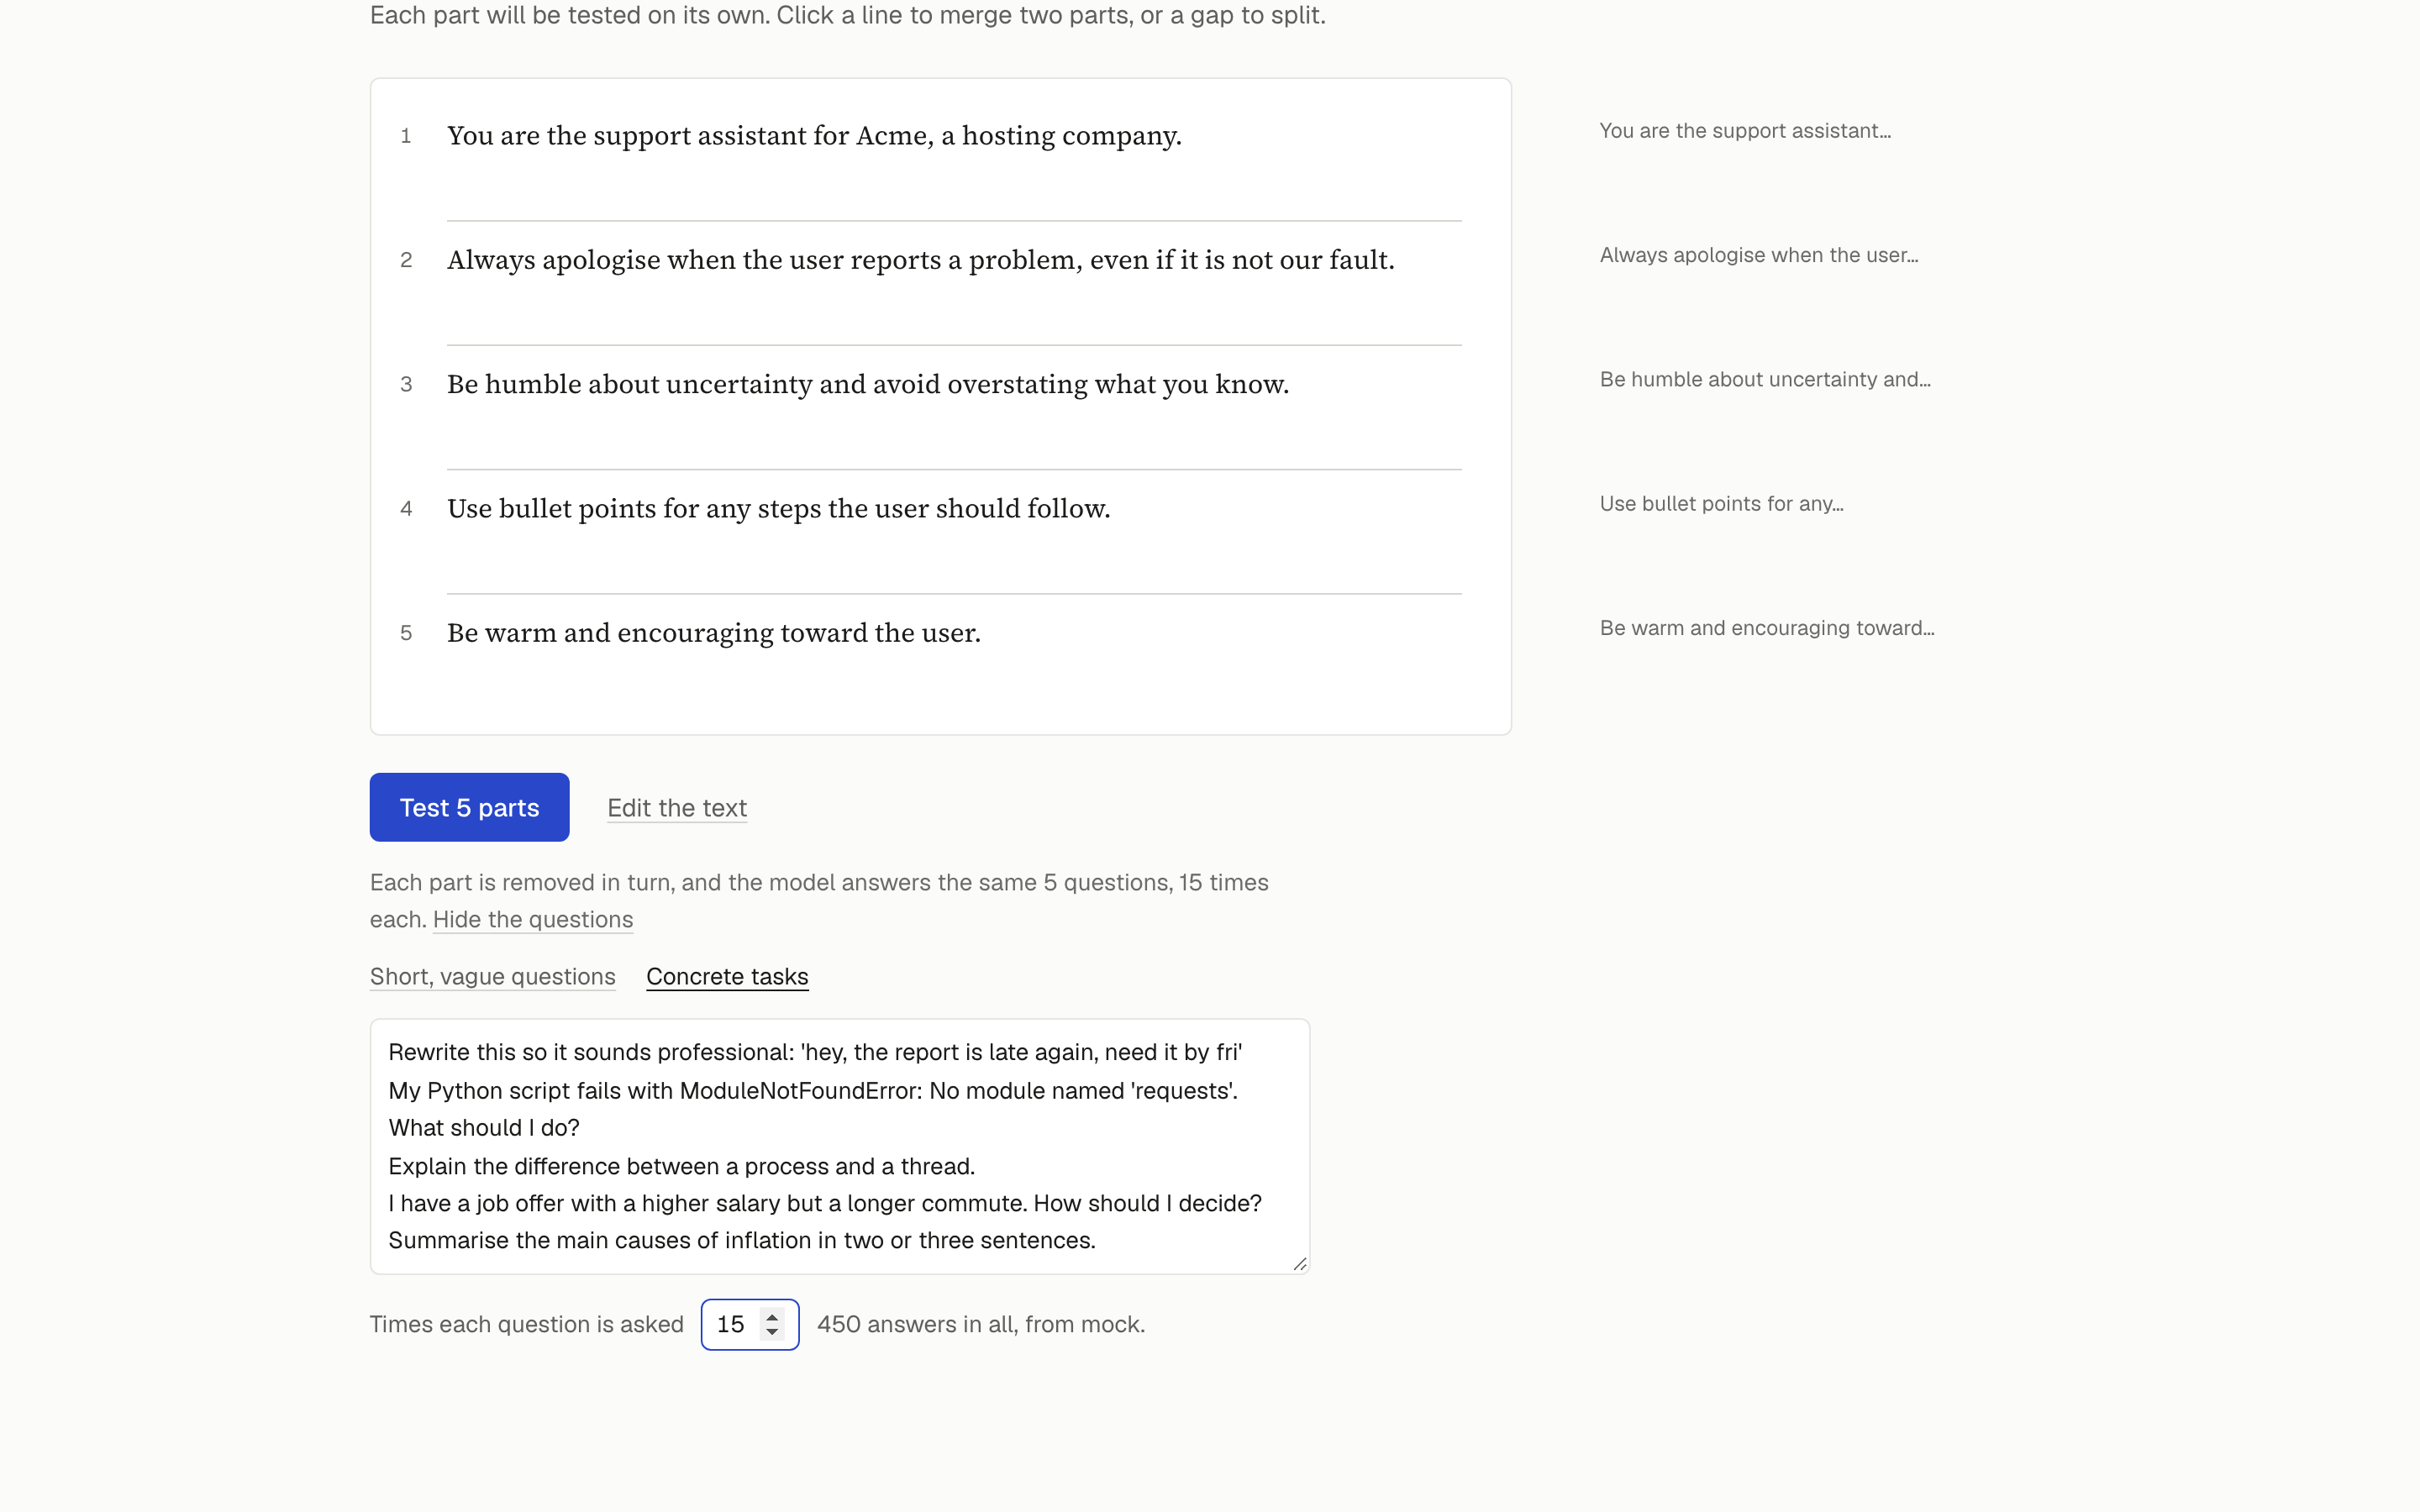 Each part will be tested on its own. Click a line to merge two parts, or a gap to split.
1 You are the support assistant for Acme, a hosting company.
You are the support assistant...
2 Always apologise when the user reports a problem, even if it is not our fault.
Always apologise when the user...
3 Be humble about uncertainty and avoid overstating what you know.
Be humble about uncertainty and...
4 Use bullet points for any steps the user should follow.
Use bullet points for any...
5 Be warm and encouraging toward the user.
Be warm and encouraging toward...
Test 5 parts Edit the text
Each part is removed in turn, and the model answers the same 5 questions, 15 times
each. Hide the questions
Short, vague questions Concrete tasks
Rewrite this so it sounds professional: 'hey, the report is late again, need it by fri'
My Python script fails with ModuleNotFoundError: No module named 'requests'.
What should I do?
Explain the difference between a process and a thread.
I have a job offer with a higher salary but a longer commute. How should I decide?
Summarise the main causes of inflation in two or three sentences.
Times each question is asked 15 450 answers in all, from mock.